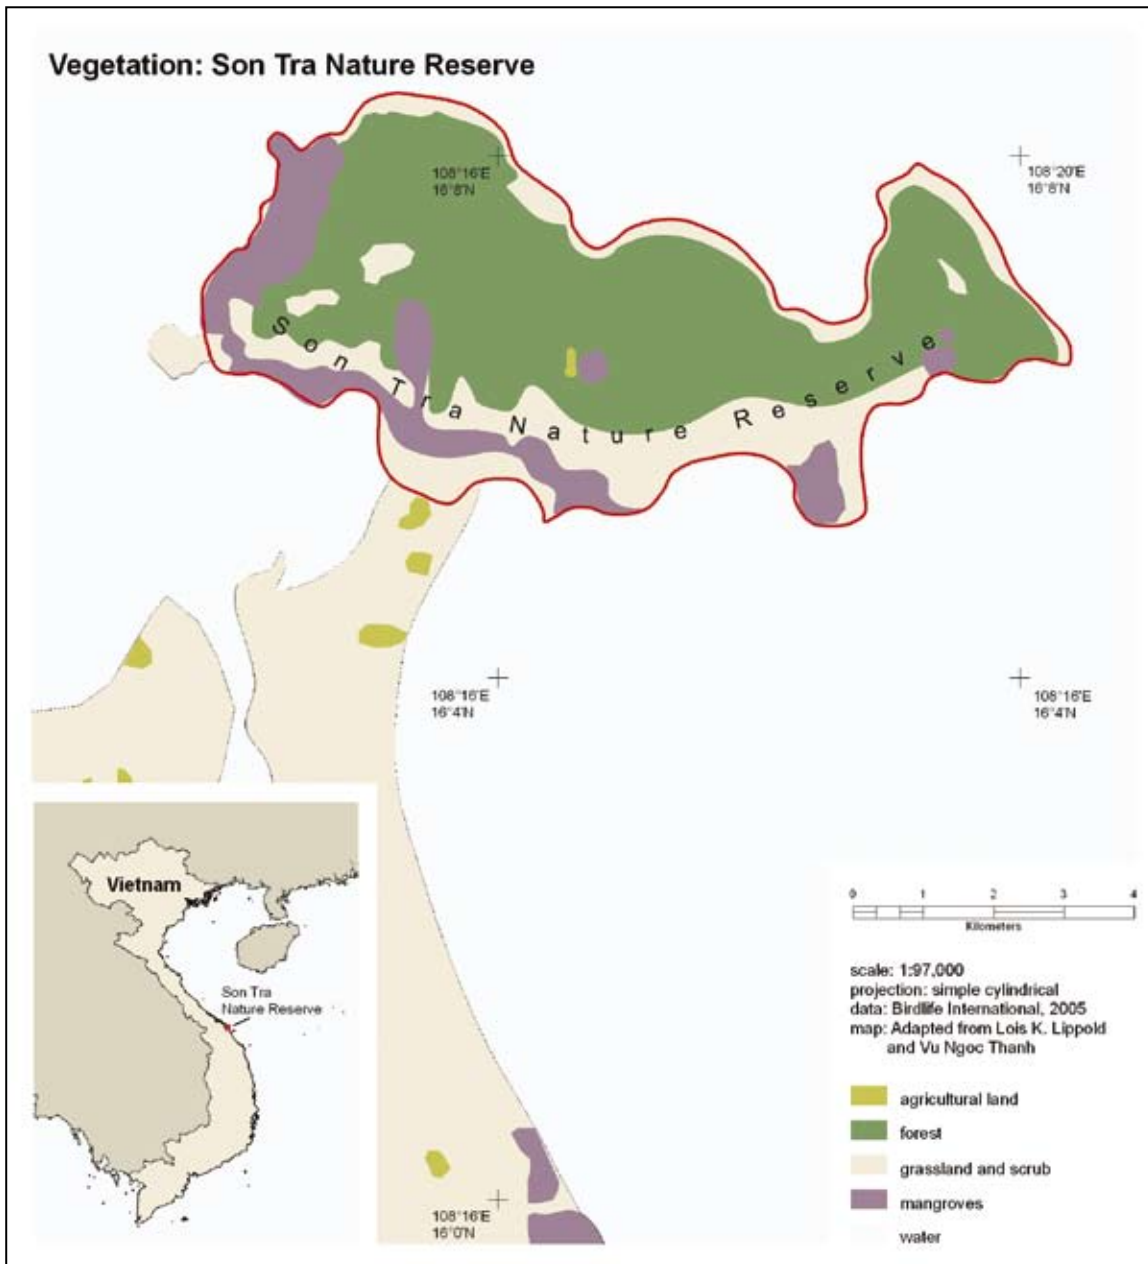 Vegetation: Son Tra Nature Reserve
108°16'E
16°8'N
108°20'E
16°8'N
Son Tra Nature Reserve
108°16'E
16°4'N
108°16'E
16°4'N
Vietnam
Son Tra
Nature Reserve
0 1 2 3 4
Kilometers
scale: 1:97,000
projection: simple cylindrical
data: Birdlife International, 2005
map: Adapted from Lois K. Lippold
and Vu Ngoc Thanh
agricultural land
forest
grassland and scrub
mangroves
water
108°16'E
16°0'N